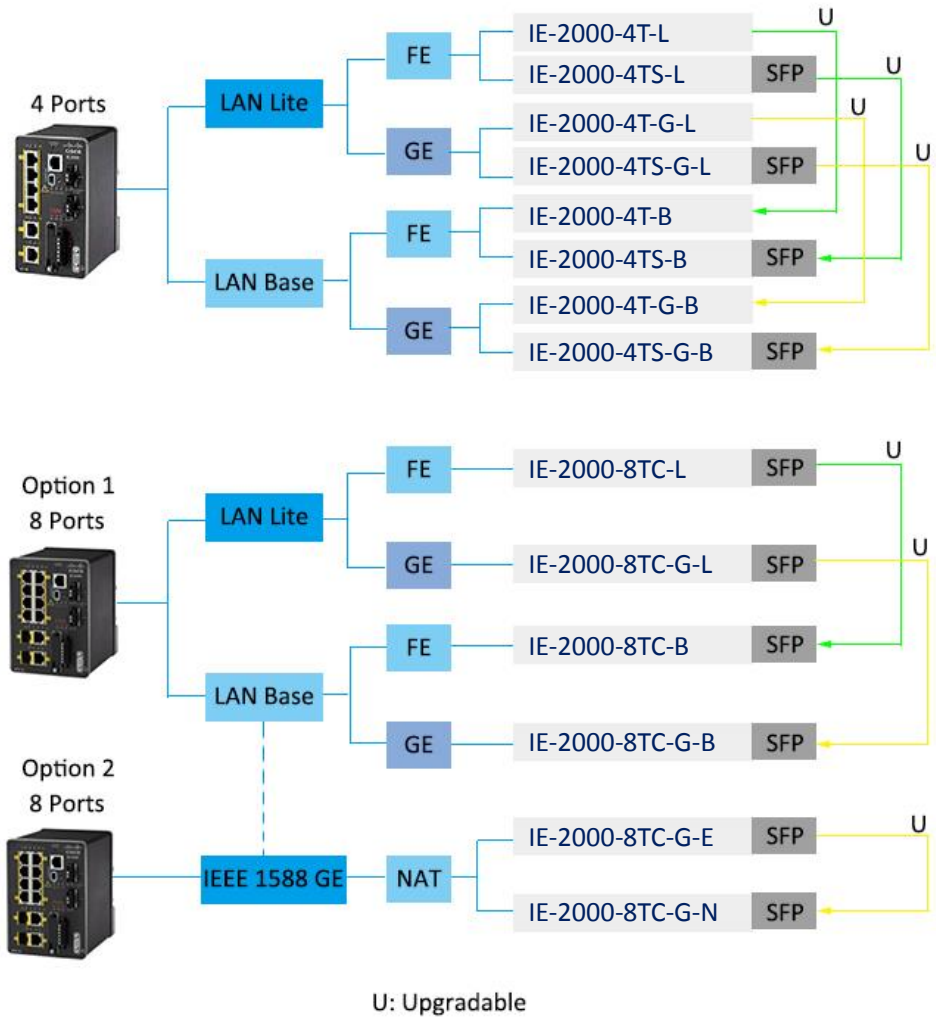 U
IE-2000-4T-L
FE
U
IE-2000-4TS-L SFP
4 Ports
LAN Lite
U
IE-2000-4T-G-L
GE
U
IE-2000-4TS-G-L SFP
IE-2000-4T-B
FE
IE-2000-4TS-B SFP
LAN Base
IE-2000-4T-G-B
GE
IE-2000-4TS-G-B SFP
U
FE IE-2000-8TC-L SFP
Option 1
8 Ports
LAN Lite
U
GE IE-2000-8TC-G-L SFP
FE IE-2000-8TC-B SFP
LAN Base
GE IE-2000-8TC-G-B SFP
Option 2
8 Ports
U
IE-2000-8TC-G-E SFP
IEEE 1588 GE NAT
IE-2000-8TC-G-N SFP
U: Upgradable